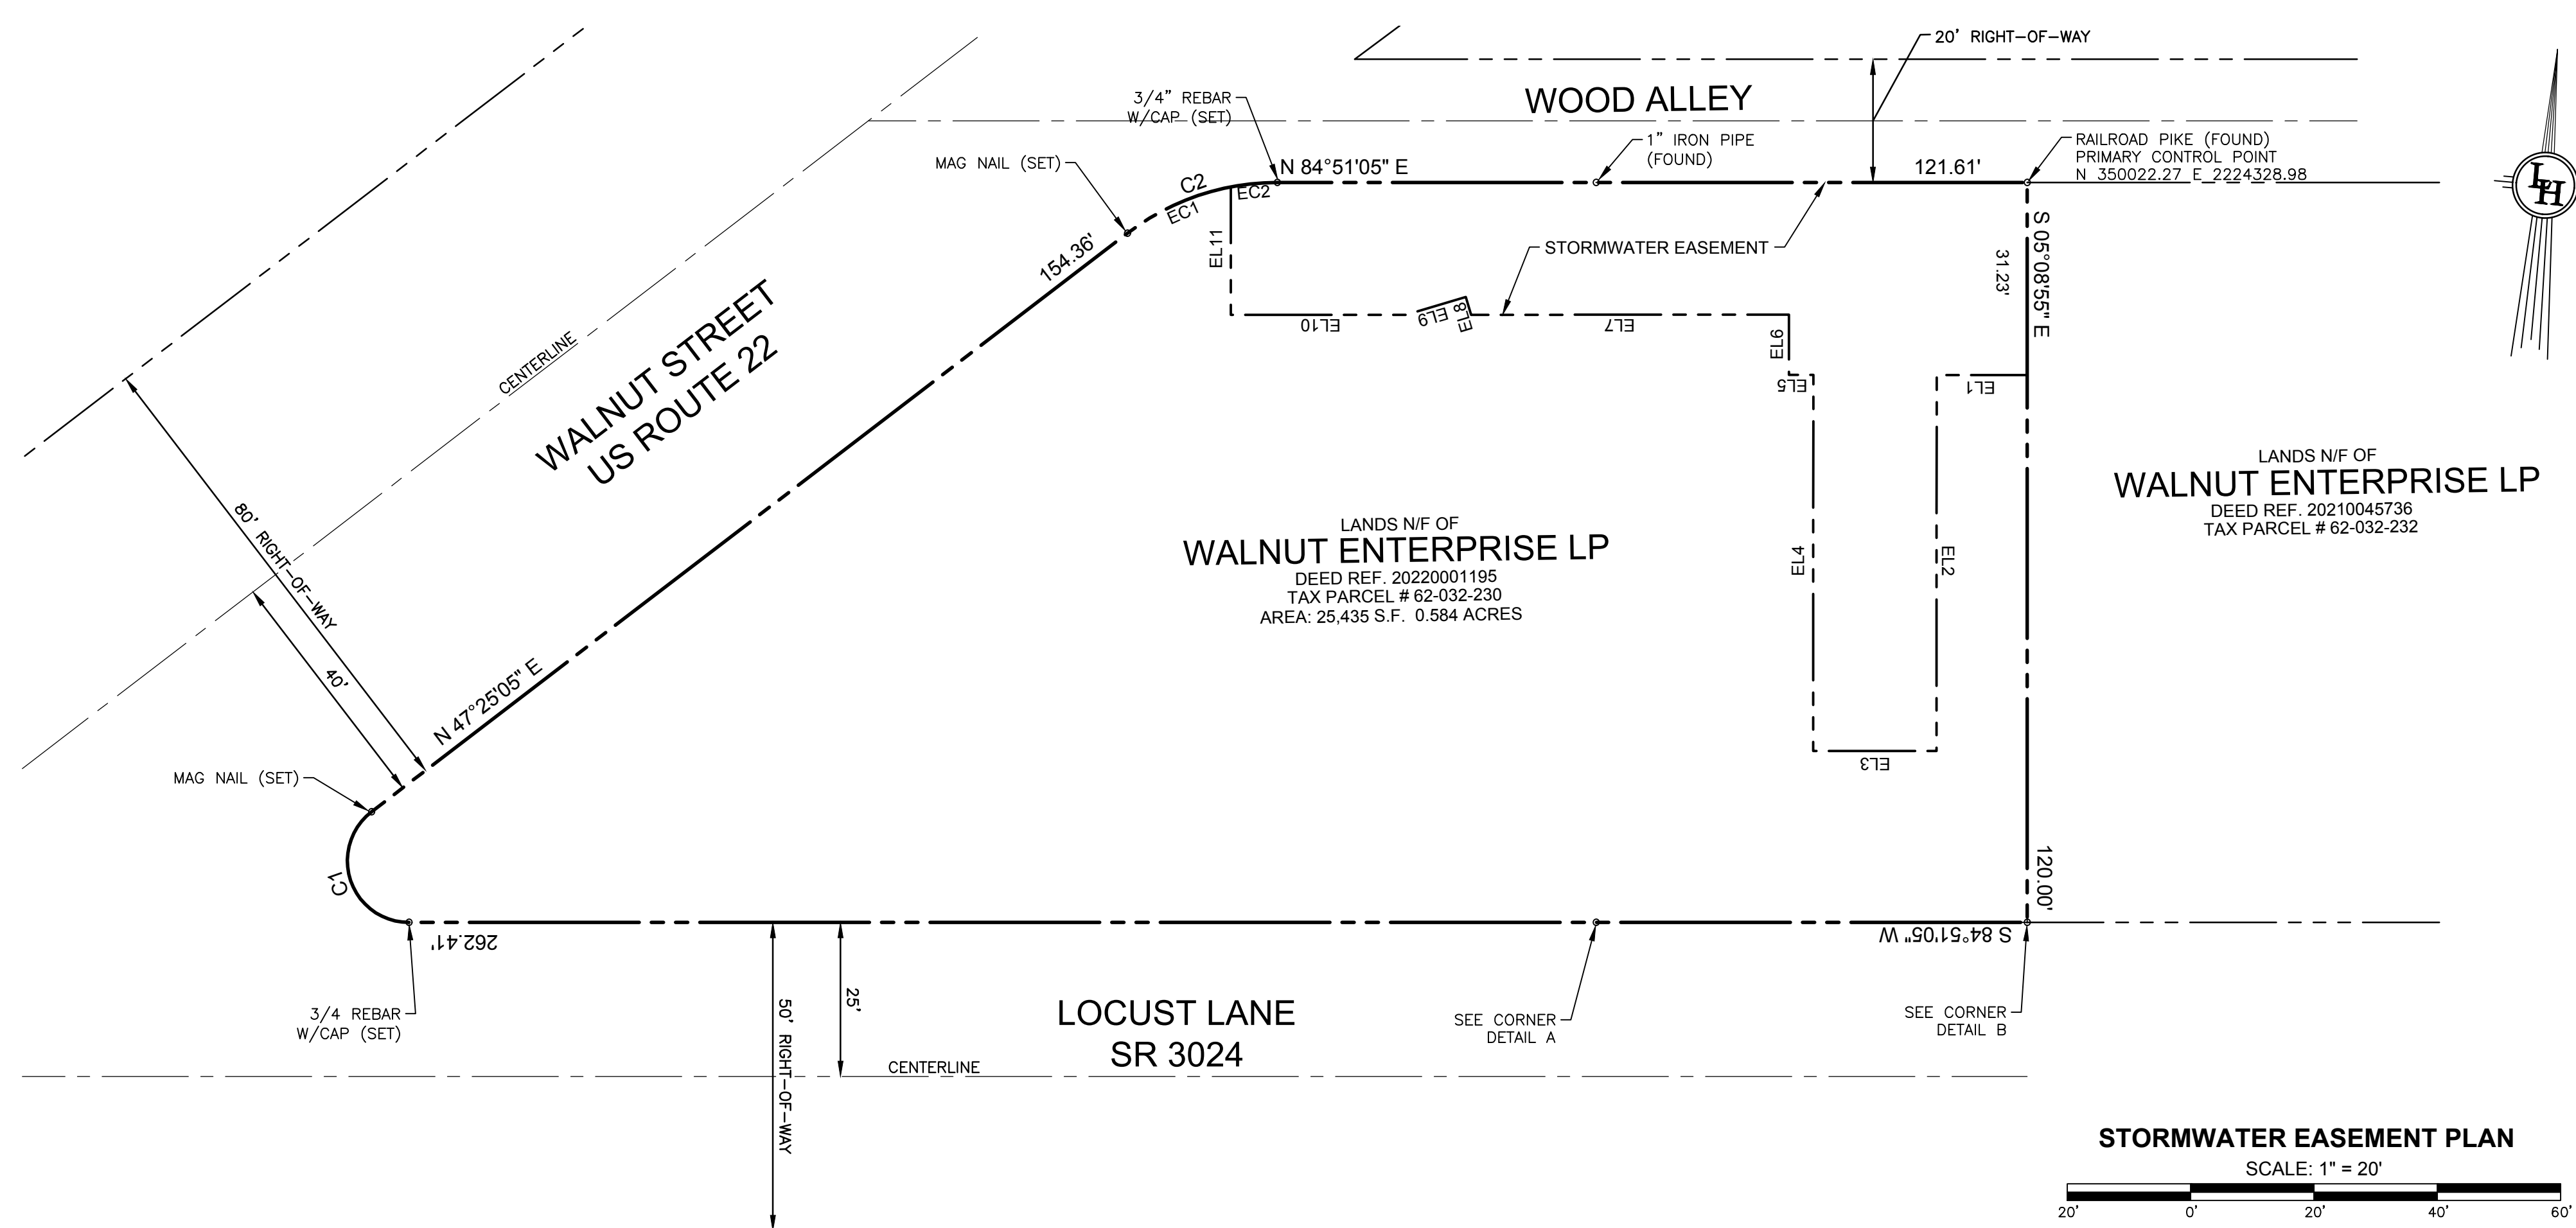 20' RIGHT-OF-WAY
WOOD ALLEY
3/4" REBAR
W/CAP (SET)
1" IRON PIPE
(FOUND)
RAILROAD PIKE (FOUND)
PRIMARY CONTROL POINT
N 350022.27 E 2224328.98
MAG NAIL (SET)
N 84°51'05" E
121.61'
LH
C2
EC1
EC2
EL11
154.36'
STORMWATER EASEMENT
31.23'
S 05°08'55" E
EL10
EL9
EL8
EL7
EL6
EL5
EL1
WALNUT STREET
US ROUTE 22
CENTERLINE
LANDS N/F OF
WALNUT ENTERPRISE LP
DEED REF. 20210045736
TAX PARCEL # 62-032-232
LANDS N/F OF
WALNUT ENTERPRISE LP
DEED REF. 20220001195
TAX PARCEL # 62-032-230
AREA: 25,435 S.F. 0.584 ACRES
EL4
EL2
EL3
80' RIGHT-OF-WAY
40'
N 47°25'05" E
MAG NAIL (SET)
C1
262.41'
S 84°51'05" W
120.00'
3/4 REBAR
W/CAP (SET)
50' RIGHT-OF-WAY
25'
LOCUST LANE
SR 3024
CENTERLINE
SEE CORNER
DETAIL A
SEE CORNER
DETAIL B
STORMWATER EASEMENT PLAN
SCALE: 1" = 20'
20' 0' 20' 40' 60'